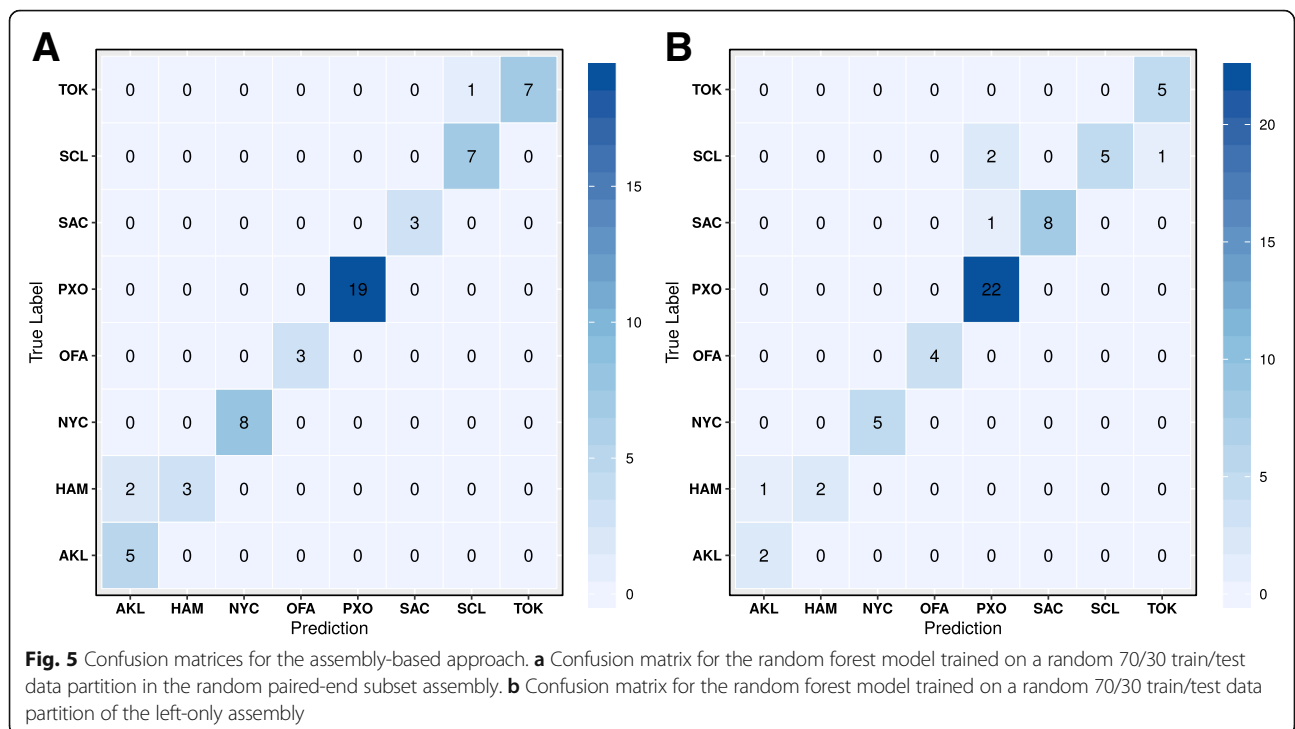 A
B
True Label
TOK 0 0 0 0 0 0 1 7
SCL 0 0 0 0 0 0 7 0
SAC 0 0 0 0 0 3 0 0
PXO 0 0 0 0 19 0 0 0
OFA 0 0 0 3 0 0 0 0
NYC 0 0 8 0 0 0 0 0
HAM 2 3 0 0 0 0 0 0
AKL 5 0 0 0 0 0 0 0
AKL HAM NYC OFA PXO SAC SCL TOK
Prediction
15
10
5
0
True Label
TOK 0 0 0 0 0 0 0 5
SCL 0 0 0 0 2 0 5 1
SAC 0 0 0 0 1 8 0 0
PXO 0 0 0 0 22 0 0 0
OFA 0 0 0 4 0 0 0 0
NYC 0 0 5 0 0 0 0 0
HAM 1 2 0 0 0 0 0 0
AKL 2 0 0 0 0 0 0 0
AKL HAM NYC OFA PXO SAC SCL TOK
Prediction
20
15
10
5
0
Fig. 5 Confusion matrices for the assembly-based approach. a Confusion matrix for the random forest model trained on a random 70/30 train/test
data partition in the random paired-end subset assembly. b Confusion matrix for the random forest model trained on a random 70/30 train/test data
partition of the left-only assembly